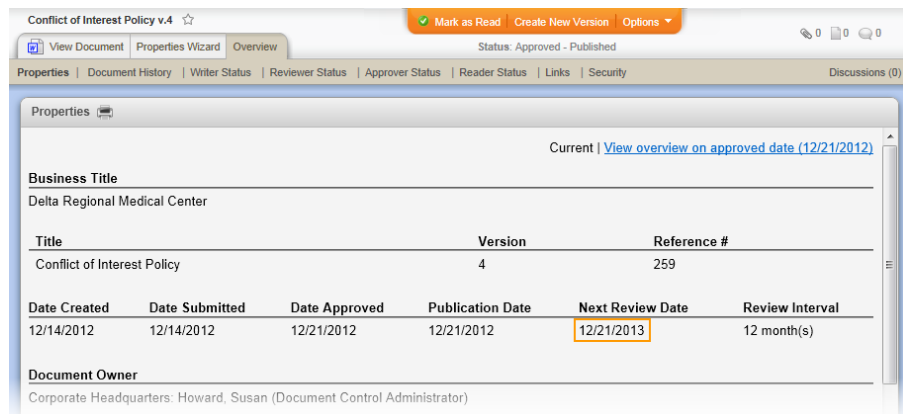 Conflict of Interest Policy v.4
Mark as Read Create New Version Options
0 0 0
View Document Properties Wizard Overview
Status: Approved - Published
Properties | Document History | Writer Status | Reviewer Status | Approver Status | Reader Status | Links | Security Discussions (0)
Properties
Current | View overview on approved date (12/21/2012)
Business Title
Delta Regional Medical Center
Title Version Reference #
Conflict of Interest Policy 4 259
Date Created Date Submitted Date Approved Publication Date Next Review Date Review Interval
12/14/2012 12/14/2012 12/21/2012 12/21/2012 12/21/2013 12 month(s)
Document Owner
Corporate Headquarters: Howard, Susan (Document Control Administrator)